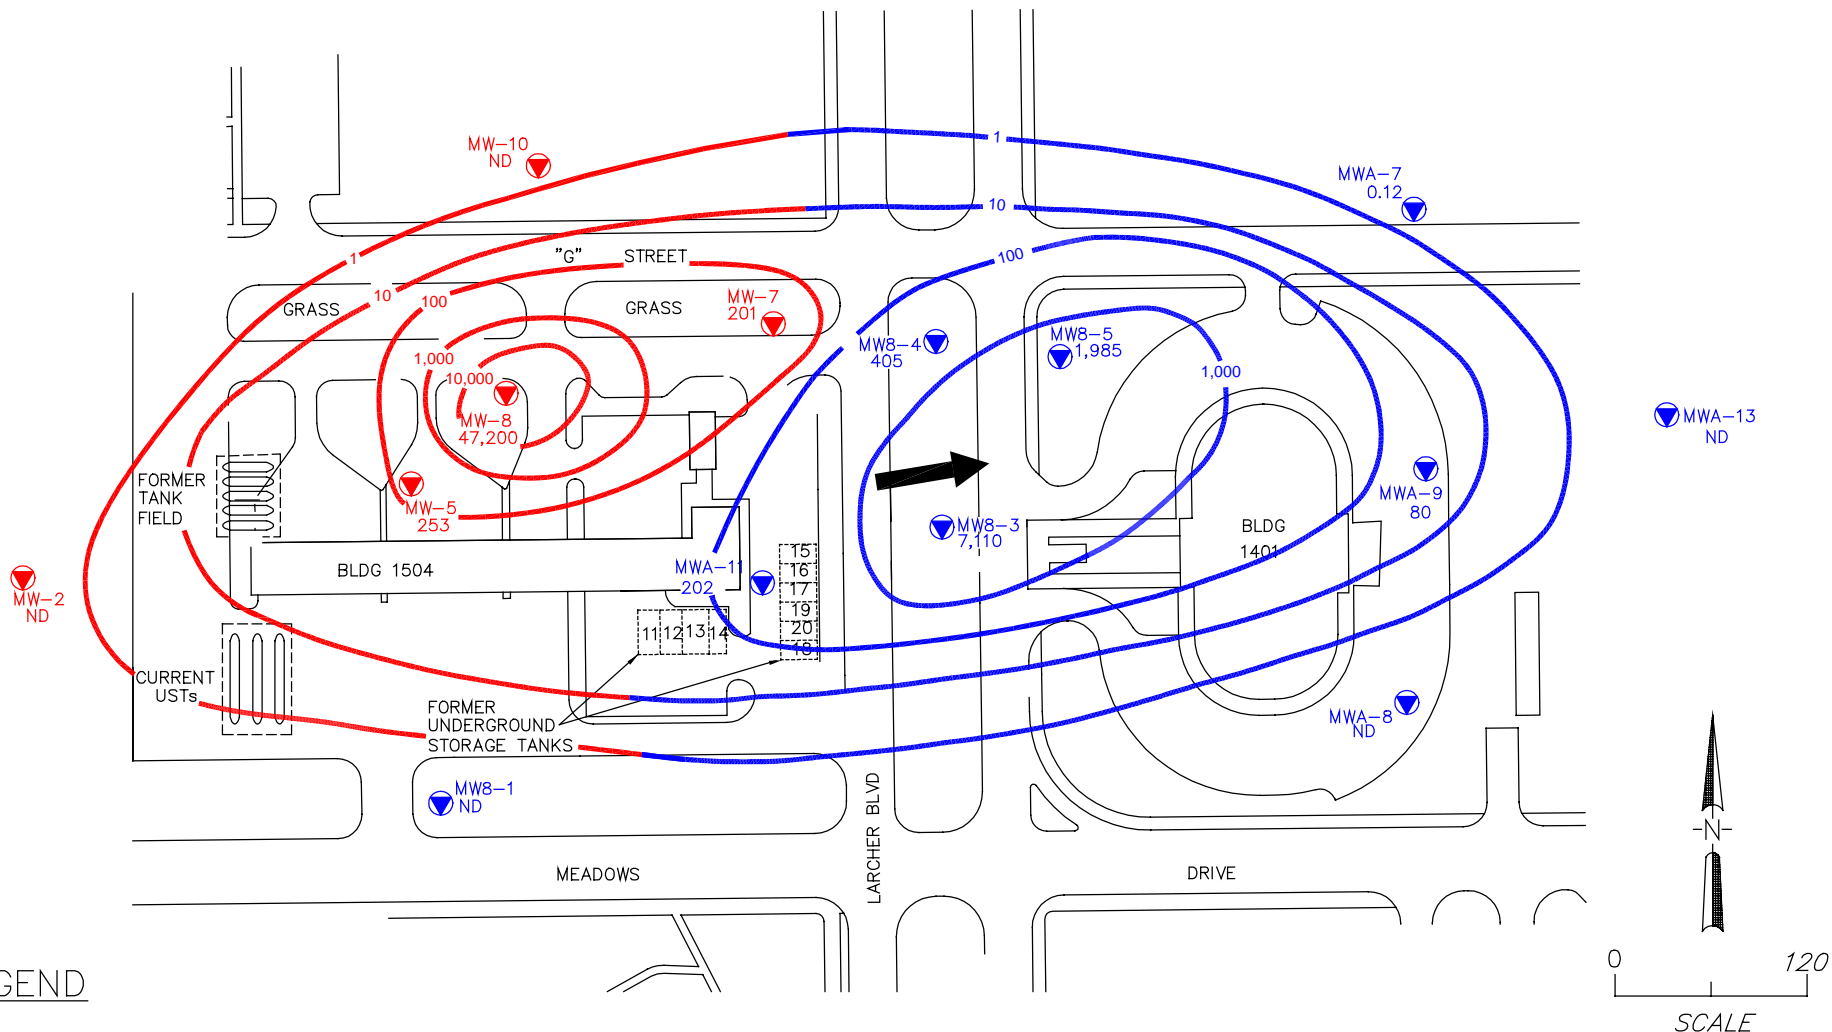 1
MW-10
ND
MWA-7
0.12
10
1
"G" STREET
100
10
100
GRASS
GRASS
MW-7
201
MW8-4
405
MW8-5
1,985
1,000
1,000
10,000
MW-8
47,200
MWA-13
ND
FORMER
TANK
FIELD
MW-5
253
MWA-9
80
MW8-3
7,110
BLDG
1401
BLDG 1504
MWA-11
202
15
16
17
19
20
18
MW-2
ND
11 12 13 14
CURRENT
USTs
FORMER
UNDERGROUND
STORAGE TANKS
MWA-8
ND
MW8-1
ND
LARCHER BLVD
MEADOWS DRIVE
-N-
GEND
0 120
SCALE